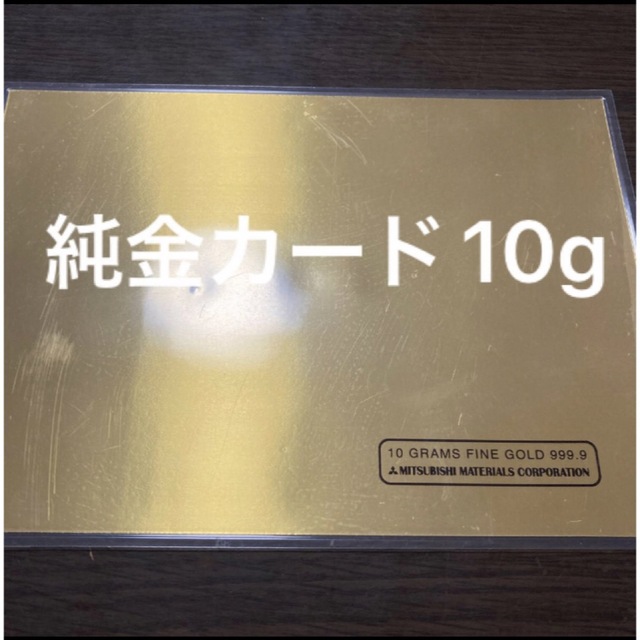 純金カード10g
10 GRAMS FINE GOLD 999.9
MITSUBISHI MATERIALS CORPORATION